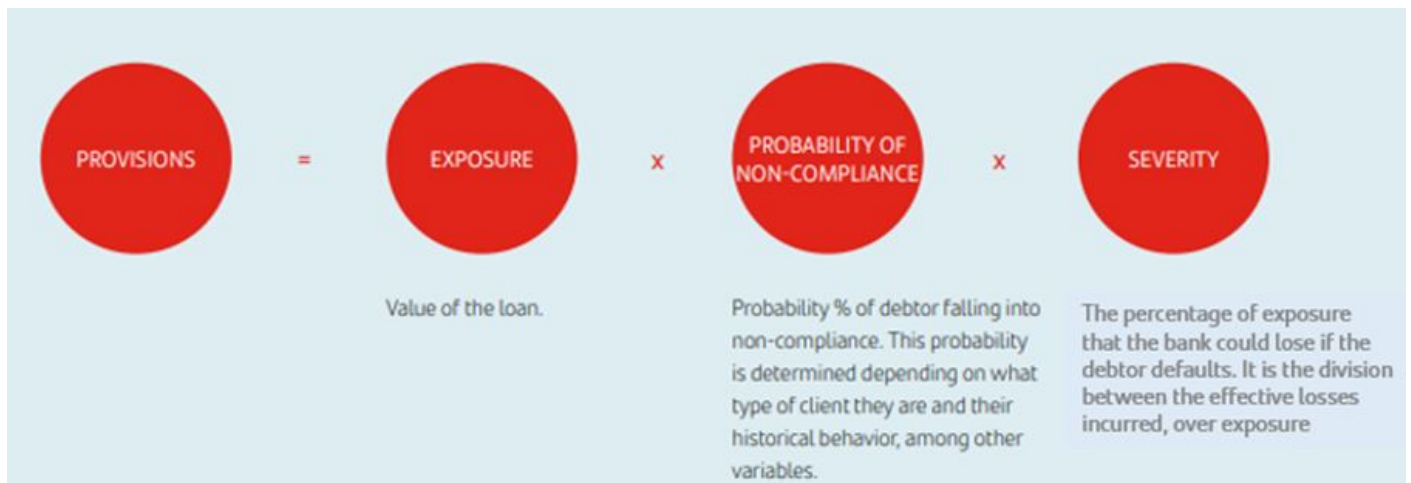 PROVISIONS
=
EXPOSURE
x
PROBABILITY OF
NON-COMPLIANCE
x
SEVERITY
Value of the loan.
Probability % of debtor falling into
non-compliance. This probability
is determined depending on what
type of client they are and their
historical behavior, among other
variables.
The percentage of exposure
that the bank could lose if the
debtor defaults. It is the division
between the effective losses
incurred, over exposure